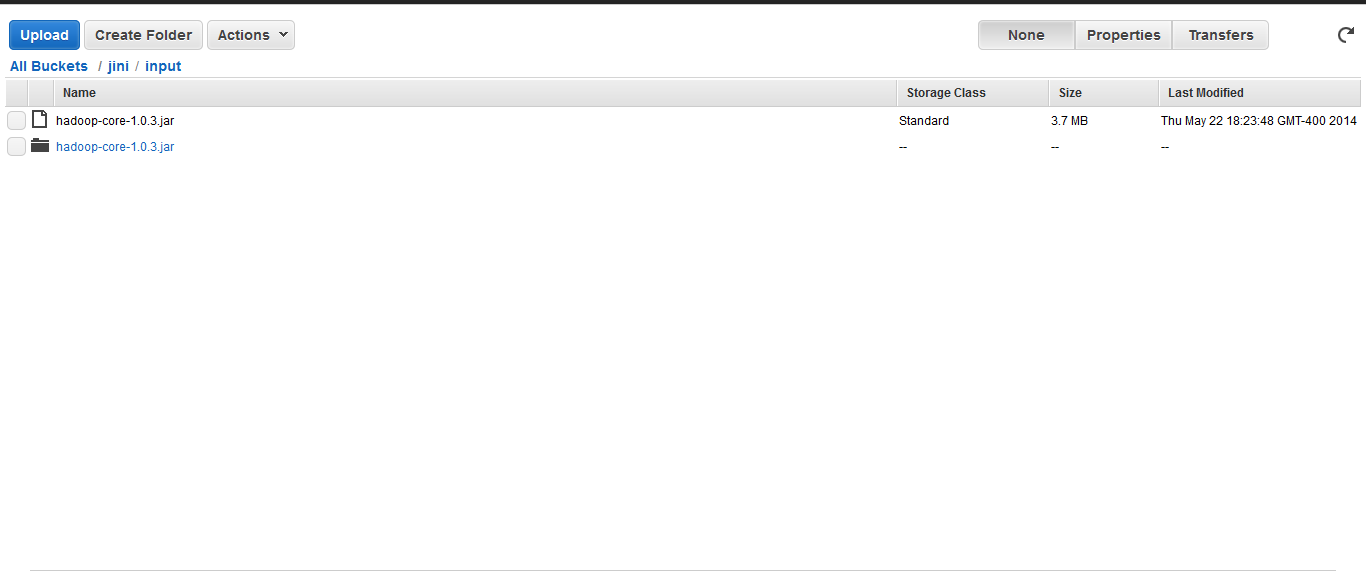 Upload Create Folder Actions None Properties Transfers
All Buckets / jini / input
Name Storage Class Size Last Modified
hadoop-core-1.0.3.jar Standard 3.7 MB Thu May 22 18:23:48 GMT-400 2014
hadoop-core-1.0.3.jar -- -- --